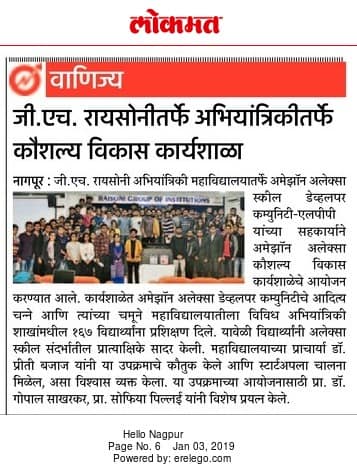 लोकमत
वाणिज्य
जी.एच. रायसोनीतर्फे अभियांत्रिकीतर्फे
कौशल्य विकास कार्यशाळा
नागपूर : जी.एच. रायसोनी अभियांत्रिकी महाविद्यालयातर्फे अमेझॉन अलेक्सा
स्कील डेव्हलपर
कम्युनिटी-एलपीपी
यांच्या सहकार्याने
अमेझॉन अलेक्सा
कौशल्य विकास
कार्यशाळेचे आयोजन
RAISONI GROUP OF INSTITUTIONS
करण्यात आले. कार्यशाळेत अमेझॉन अलेक्सा डेव्हलपर कम्युनिटीचे आदित्य
चन्ने आणि त्यांच्या चमूने महाविद्यालयातीला विविध अभियांत्रिकी
शाखांमधील १६७ विद्यार्थ्यांना प्रशिक्षण दिले. यावेळी विद्यार्थ्यांनी अलेक्सा
स्कील संदर्भातील प्रात्याक्षिके सादर केली. महाविद्यालयाच्या प्राचार्या डॉ.
प्रीती बजाज यांनी या उपक्रमाचे कौतुक केले आणि स्टार्टअपला चालना
मिळेल, असा विश्वास व्यक्त केला. या उपक्रमाच्या आयोजनासाठी प्रा. डॉ.
गोपाल साखरकर, प्रा. सोफिया पिल्लई यांनी विशेष प्रयत्न केले.
Hello Nagpur
Page No. 6 Jan 03, 2019
Powered by: erelego.com